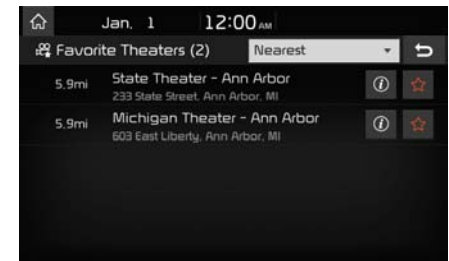 Jan. 1 12:00 AM
Favorite Theaters (2) Nearest
5.9mi State Theater - Ann Arbor
233 State Street, Ann Arbor, MI
5.9mi Michigan Theater - Ann Arbor
603 East Liberty, Ann Arbor, MI